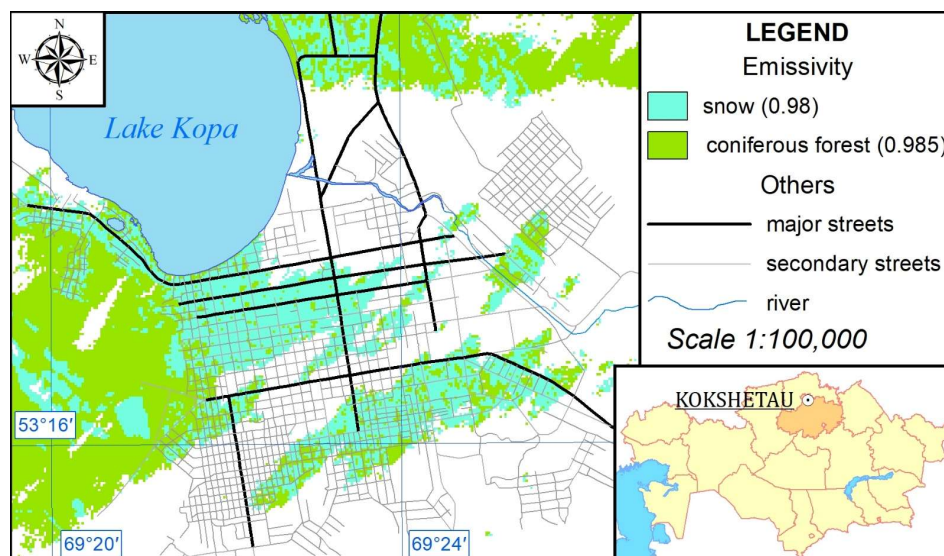 N
W E
S
Lake Kopa
53°16′
69°20′
69°24′
LEGEND
Emissivity
snow (0.98)
coniferous forest (0.985)
Others
major streets
secondary streets
river
Scale 1:100,000
KOKSHETAU